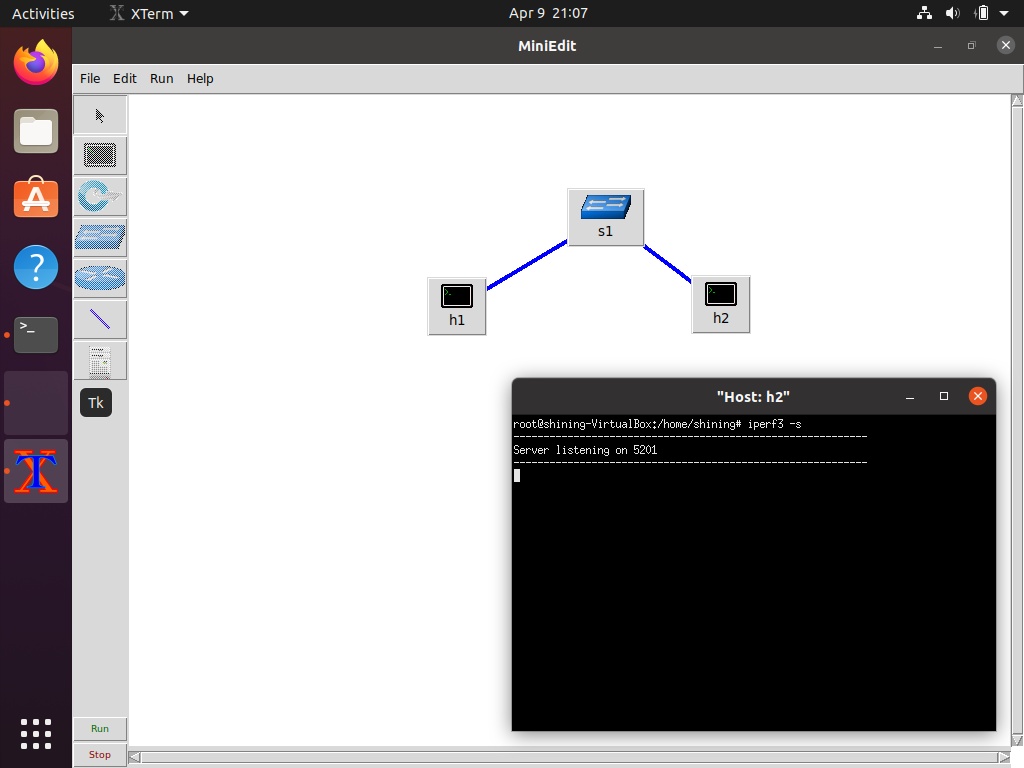 Activities
XTerm
Apr 9 21:07
MiniEdit
File Edit Run Help
s1
h1
h2
Tk
"Host: h2"
root@shining-VirtualBox:/home/shining# iperf3 -s
-----------------------------------------------------------
Server listening on 5201
-----------------------------------------------------------
Run
Stop